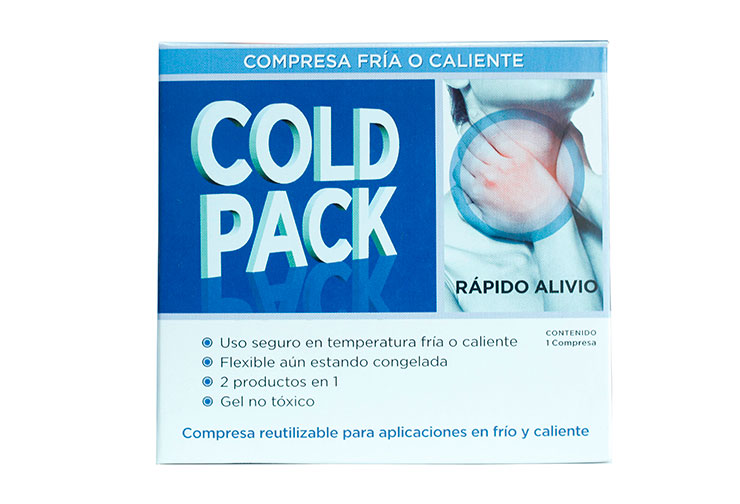 COMPRESA FRÍA O CALIENTE
COLD
PACK
RÁPIDO ALIVIO
CONTENIDO
1 Compresa
Uso seguro en temperatura fría o caliente
Flexible aún estando congelada
2 productos en 1
Gel no tóxico
Compresa reutilizable para aplicaciones en frío y caliente